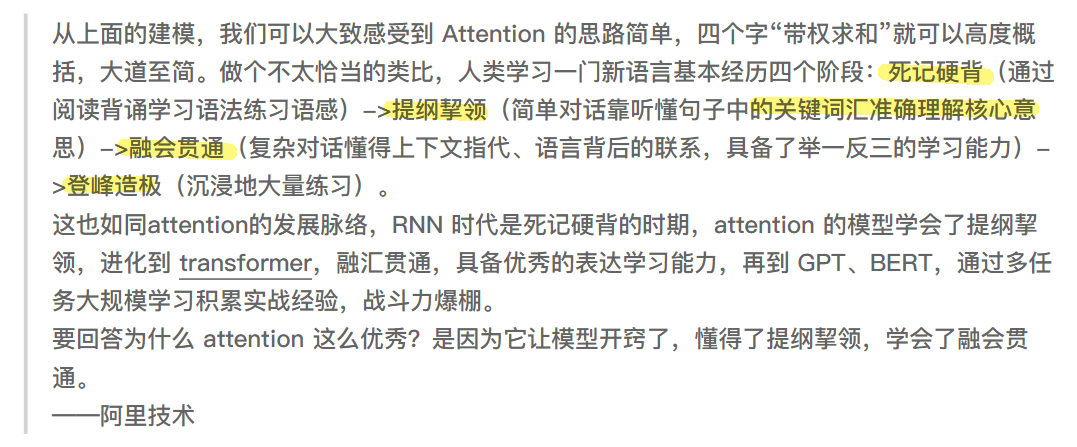 从上面的建模，我们可以大致感受到 Attention 的思路简单，四个字“带权求和”就可以高度概
括，大道至简。做个不太恰当的类比，人类学习一门新语言基本经历四个阶段：死记硬背（通过
阅读背诵学习语法练习语感）->提纲挈领（简单对话靠听懂句子中的关键词汇准确理解核心意
思）->融会贯通（复杂对话懂得上下文指代、语言背后的联系，具备了举一反三的学习能力）-
>登峰造极（沉浸地大量练习）。
这也如同attention的发展脉络，RNN 时代是死记硬背的时期，attention 的模型学会了提纲挈
领，进化到 transformer，融汇贯通，具备优秀的表达学习能力，再到 GPT、BERT，通过多任
务大规模学习积累实战经验，战斗力爆棚。
要回答为什么 attention 这么优秀？是因为它让模型开窍了，懂得了提纲挈领，学会了融会贯
通。
——阿里技术